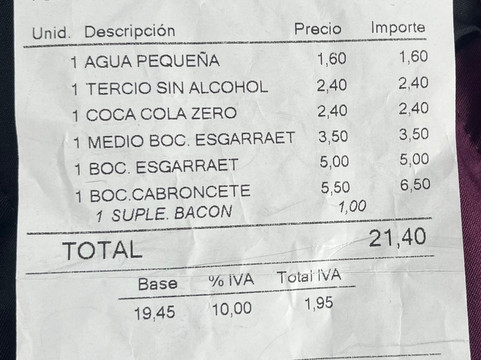 Unid. Descripción Precio Importe
1 AGUA PEQUEÑA 1,60 1,60
1 TERCIO SIN ALCOHOL 2,40 2,40
1 COCA COLA ZERO 2,40 2,40
1 MEDIO BOC. ESGARRAET 3,50 3,50
1 BOC. ESGARRAET 5,00 5,00
1 BOC.CABRONCETE 5,50 6,50
1 SUPLE. BACON 1,00
TOTAL 21,40
Base % IVA Total IVA
19,45 10,00 1,95